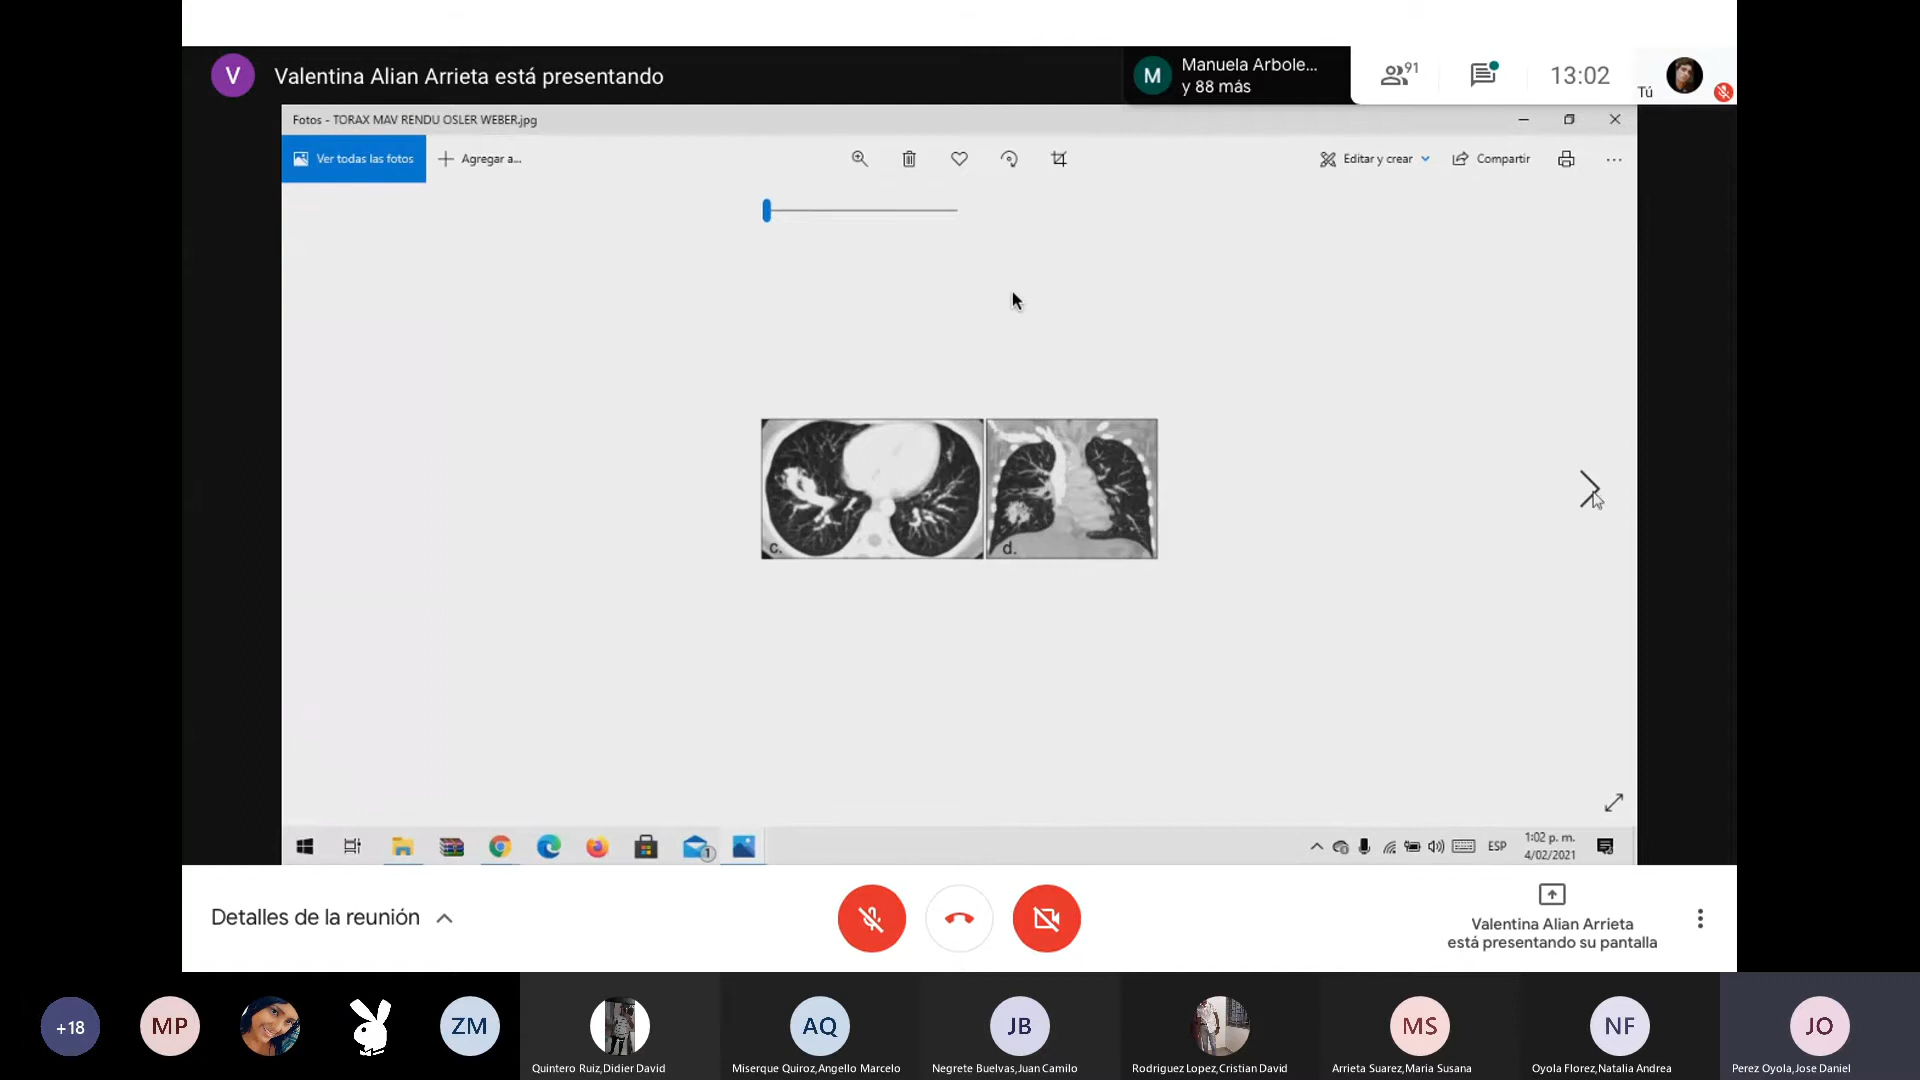 V
Valentina Alian Arrieta está presentando
M
Manuela Arbole...
y 88 más
91
13:02
Tú
Fotos - TORAX MAV RENDU OSLER WEBER.jpg
Ver todas las fotos
Agregar a...
Editar y crear
Compartir
c.
d.
1
ESP
1:02 p. m.
4/02/2021
Detalles de la reunión
Valentina Alian Arrieta
está presentando su pantalla
+18
MP
ZM
AQ
JB
MS
NF
JO
Quintero Ruiz,Didier David
Miserque Quiroz,Angello Marcelo
Negrete Buelvas,Juan Camilo
Rodriguez Lopez,Cristian David
Arrieta Suarez,Maria Susana
Oyola Florez,Natalia Andrea
Perez Oyola,Jose Daniel